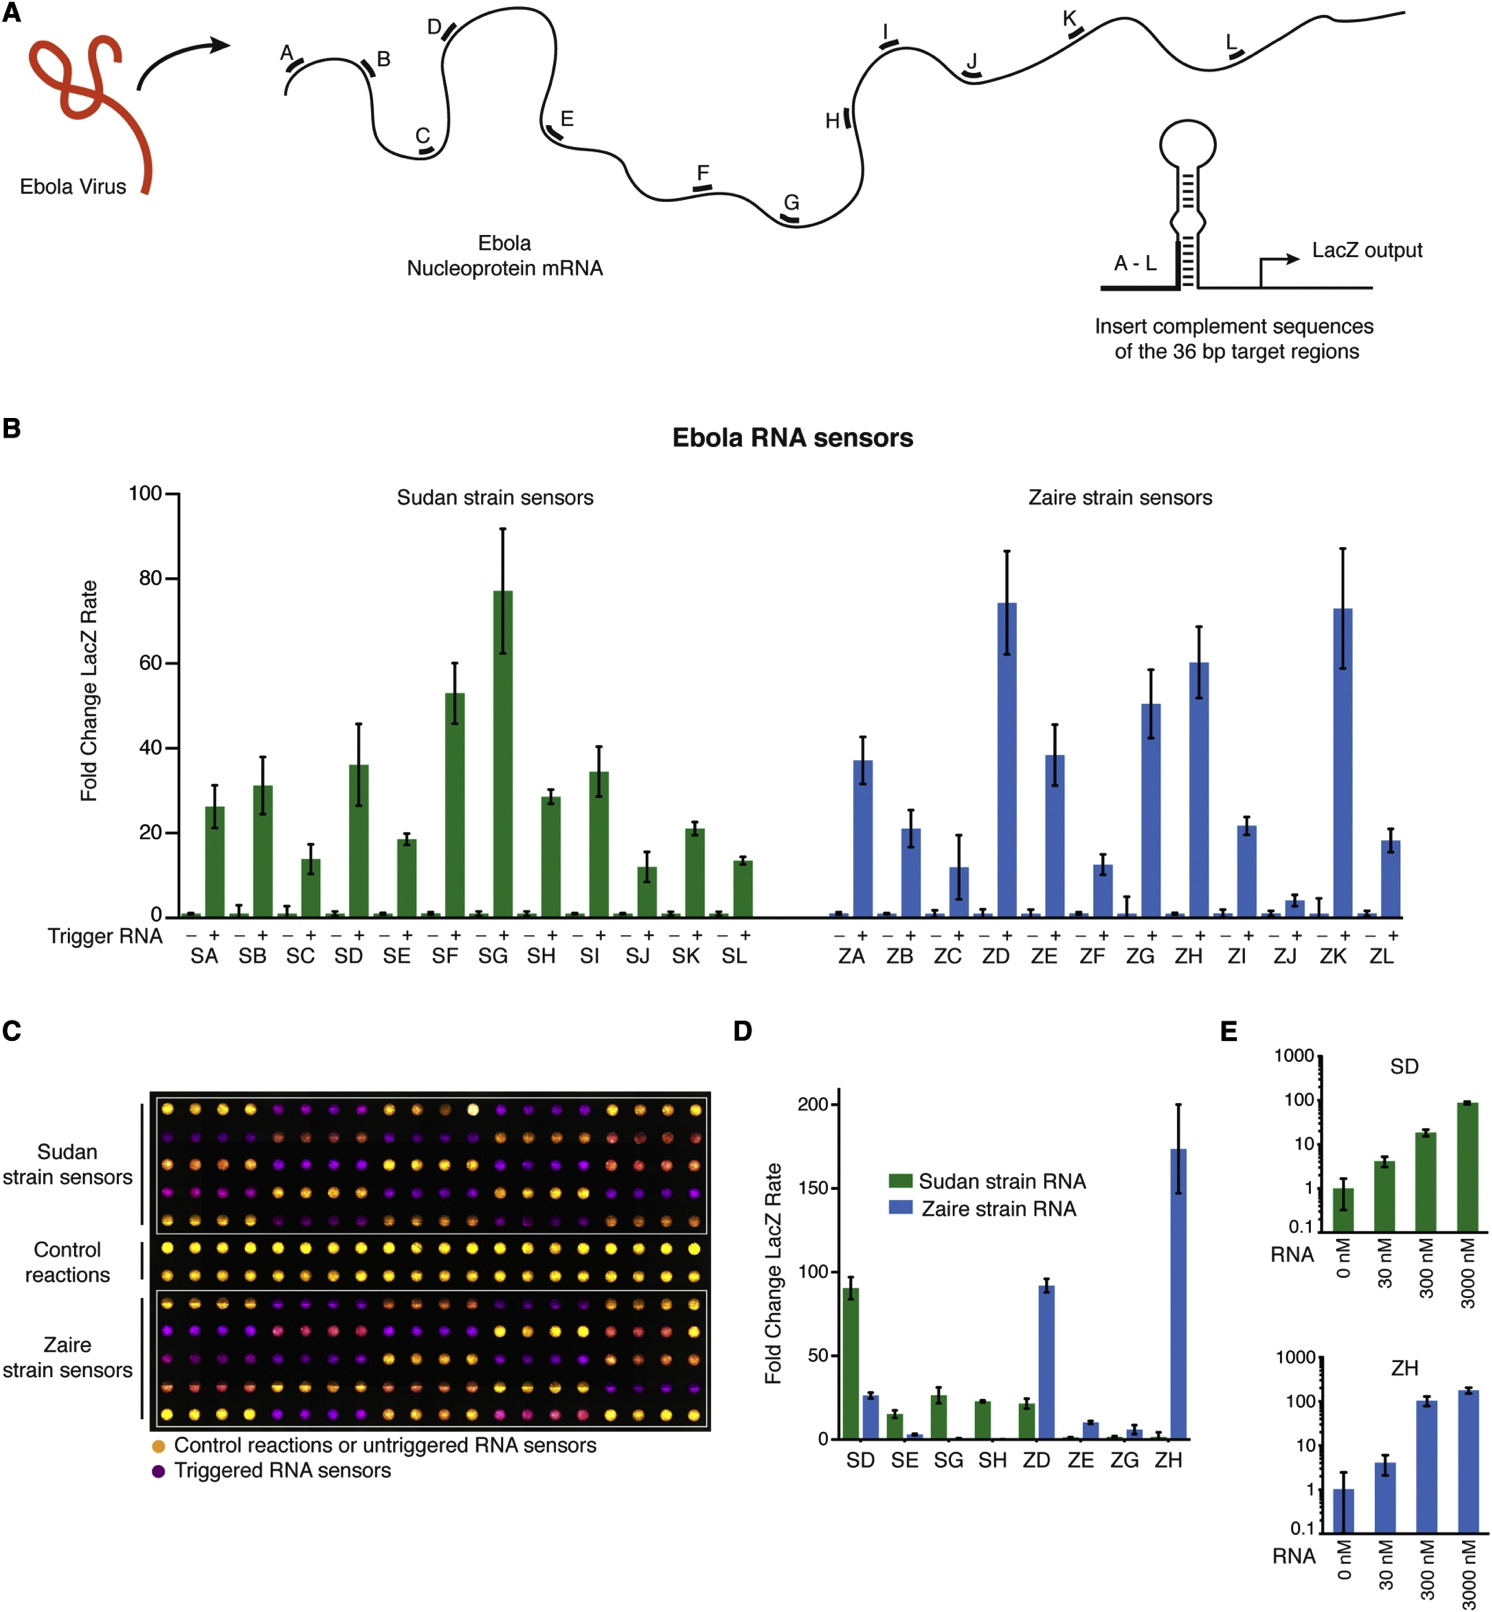 A
A
B
C
D
E
F
G
H
I
J
K
L
Ebola Virus
Ebola
Nucleoprotein mRNA
A - L
LacZ output
Insert complement sequences
of the 36 bp target regions
B
Ebola RNA sensors
Sudan strain sensors
Zaire strain sensors
Fold Change LacZ Rate
100
80
60
40
20
0
Trigger RNA – + – + – + – + – + – + – + – + – + – + – + – + – + – + – + – + – + – + – + – + – + – + – + – +
SA SB SC SD SE SF SG SH SI SJ SK SL ZA ZB ZC ZD ZE ZF ZG ZH ZI ZJ ZK ZL
C
Sudan
strain sensors
Control
reactions
Zaire
strain sensors
Control reactions or untriggered RNA sensors
Triggered RNA sensors
D
Fold Change LacZ Rate
200
150
100
50
0
Sudan strain RNA
Zaire strain RNA
SD SE SG SH ZD ZE ZG ZH
E
SD
1000
100
10
1
0.1
RNA
0 nM
30 nM
300 nM
3000 nM
ZH
1000
100
10
1
0.1
RNA
0 nM
30 nM
300 nM
3000 nM